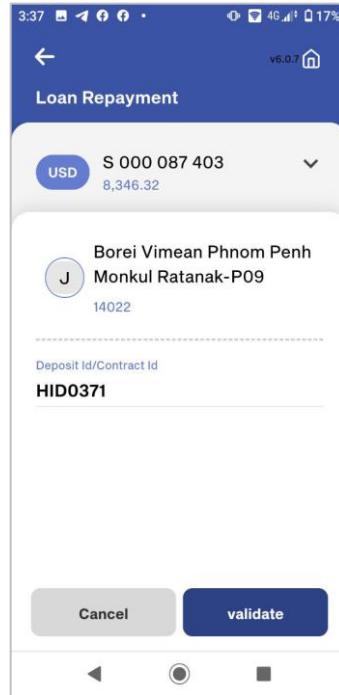 3:37
4G 17%
v6.0.7
Loan Repayment
USD
S 000 087 403
8,346.32
J
Borei Vimean Phnom Penh
Monkul Ratanak-P09
14022
Deposit Id/Contract Id
HID0371
Cancel
validate